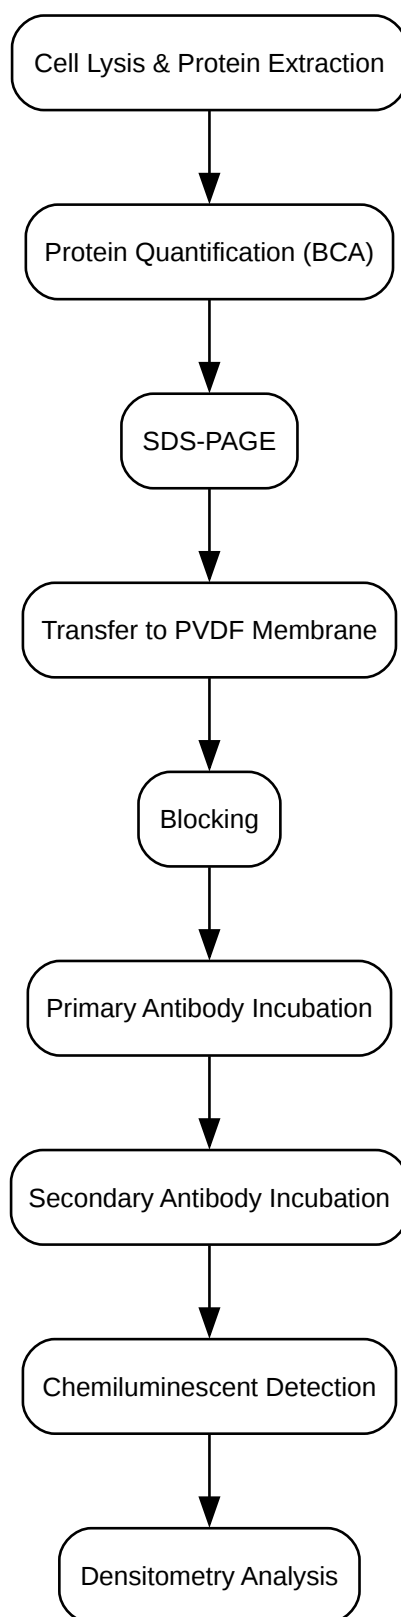 Cell Lysis & Protein Extraction
Protein Quantification (BCA)
SDS-PAGE
Transfer to PVDF Membrane
Blocking
Primary Antibody Incubation
Secondary Antibody Incubation
Chemiluminescent Detection
Densitometry Analysis